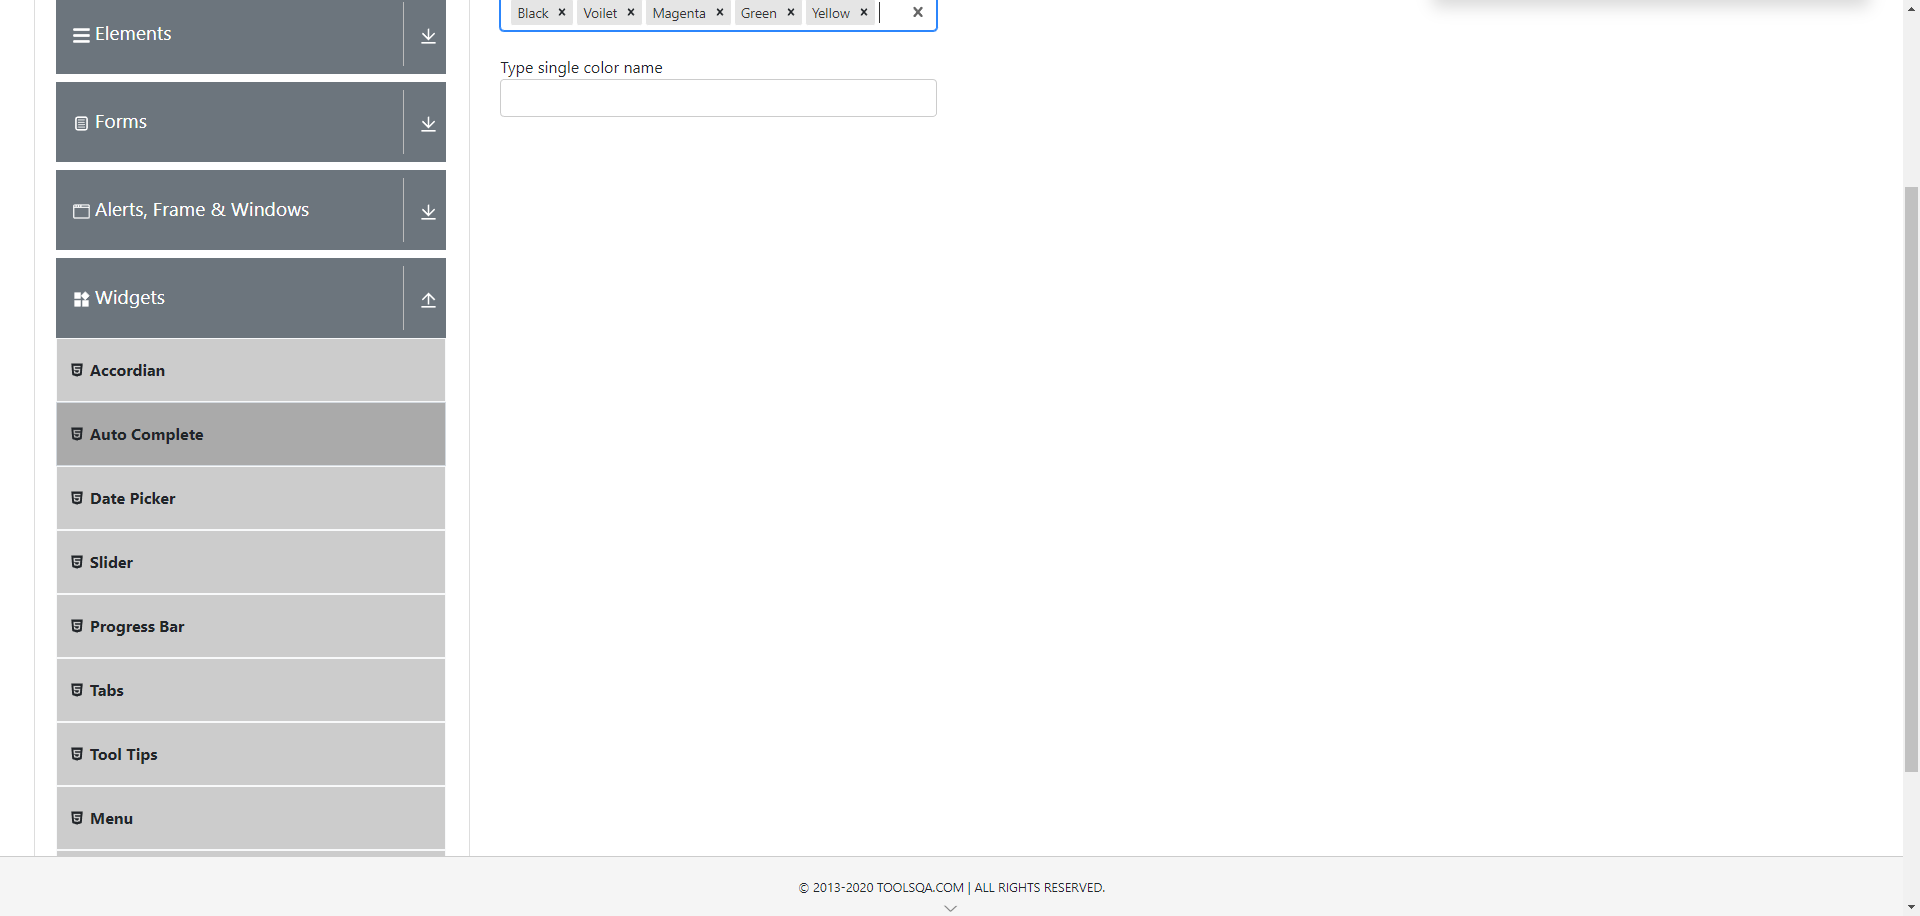 Elements
Forms
Alerts, Frame & Windows
Widgets
Accordian
Auto Complete
Date Picker
Slider
Progress Bar
Tabs
Tool Tips
Menu
Black Voilet Magenta Green Yellow
Type single color name
© 2013-2020 TOOLSQA.COM | ALL RIGHTS RESERVED.